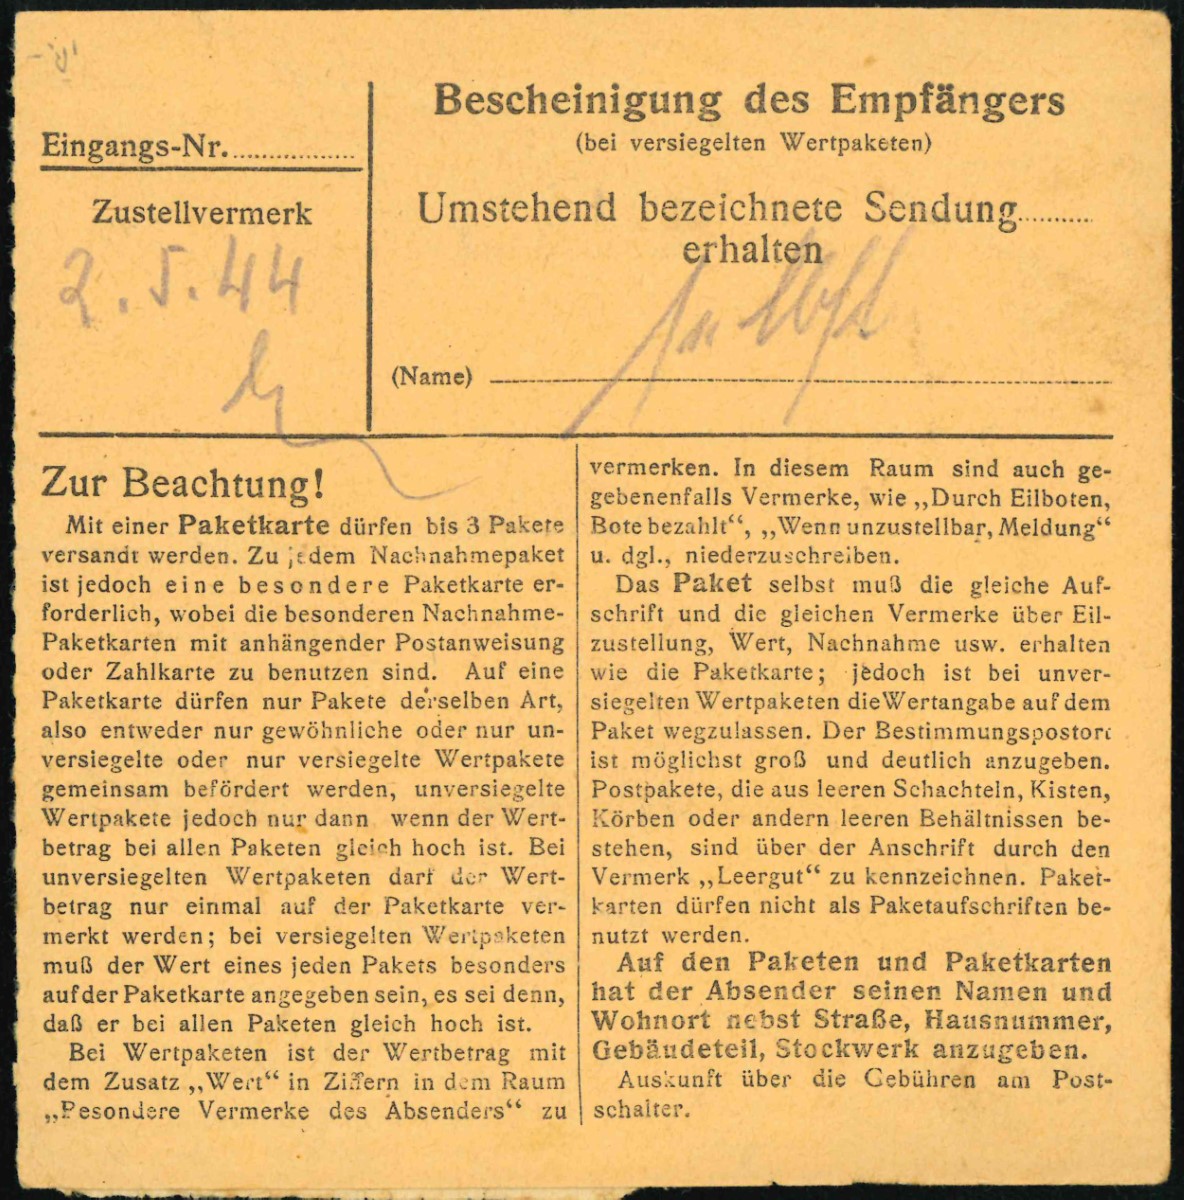 Eingangs-Nr.
Zustellvermerk
2.5.44
Bescheinigung des Empfängers
(bei versiegelten Wertpaketen)
Umstehend bezeichnete Sendung
erhalten
(Name)
Zur Beachtung!
Mit einer Paketkarte dürfen bis 3 Pakete
versandt werden. Zu jedem Nachnahmepaket
ist jedoch eine besondere Paketkarte er-
forderlich, wobei die besonderen Nachnahme-
Paketkarten mit anhängender Postanweisung
oder Zahlkarte zu benutzen sind. Auf eine
Paketkarte dürfen nur Pakete derselben Art,
also entweder nur gewöhnliche oder nur un-
versiegelte oder nur versiegelte Wertpakete
gemeinsam befördert werden, unversiegelte
Wertpakete jedoch nur dann wenn der Wert-
betrag bei allen Paketen gleich hoch ist. Bei
unversiegelten Wertpaketen darf der Wert-
betrag nur einmal auf der Paketkarte ver-
merkt werden; bei versiegelten Wertpaketen
muß der Wert eines jeden Pakets besonders
auf der Paketkarte angegeben sein, es sei denn,
daß er bei allen Paketen gleich hoch ist.
Bei Wertpaketen ist der Wertbetrag mit
dem Zusatz „Wert“ in Ziffern in dem Raum
„Besondere Vermerke des Absenders“ zu
vermerken. In diesem Raum sind auch ge-
gebenenfalls Vermerke, wie „Durch Eilboten,
Bote bezahlt“, „Wenn unzustellbar, Meldung“
u. dgl., niederzuschreiben.
Das Paket selbst muß die gleiche Auf-
schrift und die gleichen Vermerke über Eil-
zustellung, Wert, Nachnahme usw. erhalten
wie die Paketkarte; jedoch ist bei unver-
siegelten Wertpaketen die Wertangabe auf dem
Paket wegzulassen. Der Bestimmungspostort
ist möglichst groß und deutlich anzugeben.
Postpakete, die aus leeren Schachteln, Kisten,
Körben oder andern leeren Behältnissen be-
stehen, sind über der Anschrift durch den
Vermerk „Leergut“ zu kennzeichnen. Paket-
karten dürfen nicht als Paketaufschriften be-
nutzt werden.
Auf den Paketen und Paketkarten
hat der Absender seinen Namen und
Wohnort nebst Straße, Hausnummer,
Gebäudeteil, Stockwerk anzugeben.
Auskunft über die Gebühren am Post-
schalter.